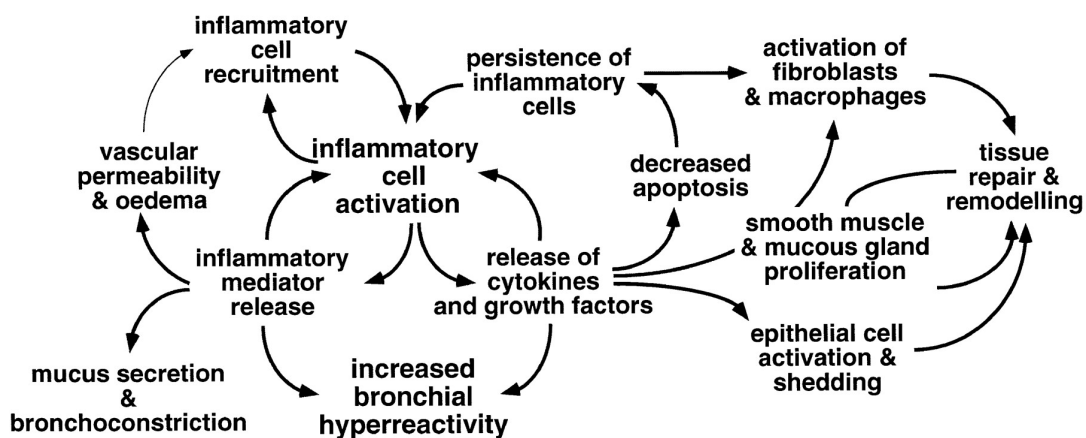 inflammatory
cell
recruitment
persistence of
inflammatory
cells
activation of
fibroblasts
& macrophages
vascular
permeability
& oedema
inflammatory
cell
activation
decreased
apoptosis
tissue
repair &
remodelling
smooth muscle
& mucous gland
proliferation
inflammatory
mediator
release
release of
cytokines
and growth factors
epithelial cell
activation &
shedding
mucus secretion
&
bronchoconstriction
increased
bronchial
hyperreactivity